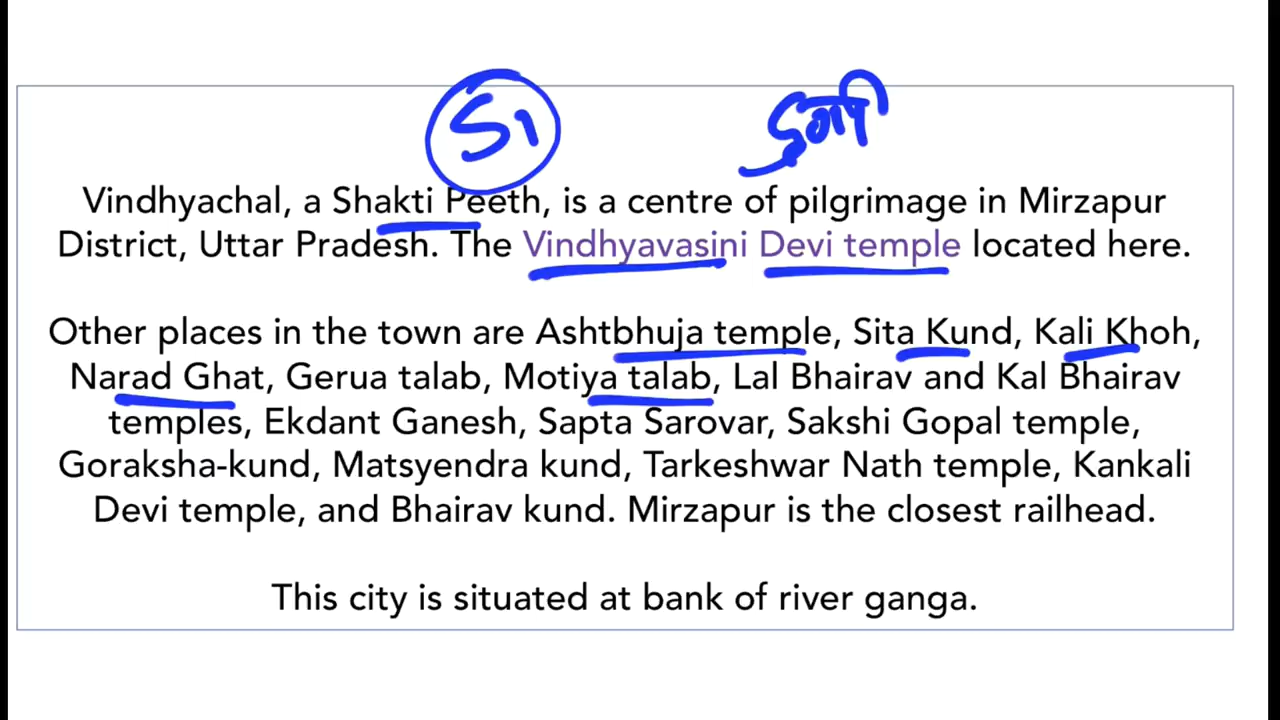 51 दुर्गा
Vindhyachal, a Shakti Peeth, is a centre of pilgrimage in Mirzapur
District, Uttar Pradesh. The Vindhyavasini Devi temple located here.
Other places in the town are Ashtbhuja temple, Sita Kund, Kali Khoh,
Narad Ghat, Gerua talab, Motiya talab, Lal Bhairav and Kal Bhairav
temples, Ekdant Ganesh, Sapta Sarovar, Sakshi Gopal temple,
Goraksha-kund, Matsyendra kund, Tarkeshwar Nath temple, Kankali
Devi temple, and Bhairav kund. Mirzapur is the closest railhead.
This city is situated at bank of river ganga.